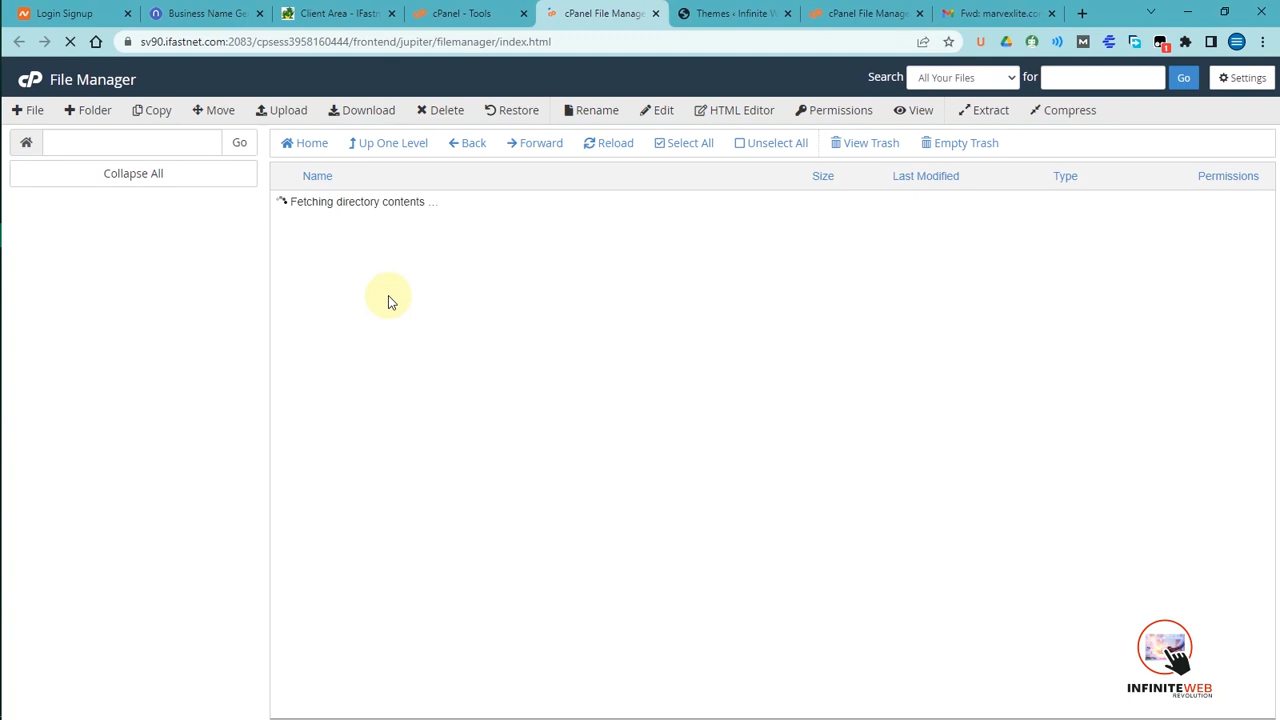 Login Signup
Business Name Ge
Client Area - IFastn
cPanel - Tools
cPanel File Manage
Themes ‹ Infinite W
cPanel File Manage
Fwd: marvexlite.co
sv90.ifastnet.com:2083/cpsess3958160444/frontend/jupiter/filemanager/index.html
cP File Manager
Search All Your Files for Go Settings
File Folder Copy Move Upload Download Delete Restore Rename Edit HTML Editor Permissions View Extract Compress
Go Home Up One Level Back Forward Reload Select All Unselect All View Trash Empty Trash
Collapse All
Name Size Last Modified Type Permissions
Fetching directory contents ...
INFINITEWEB
REVOLUTION